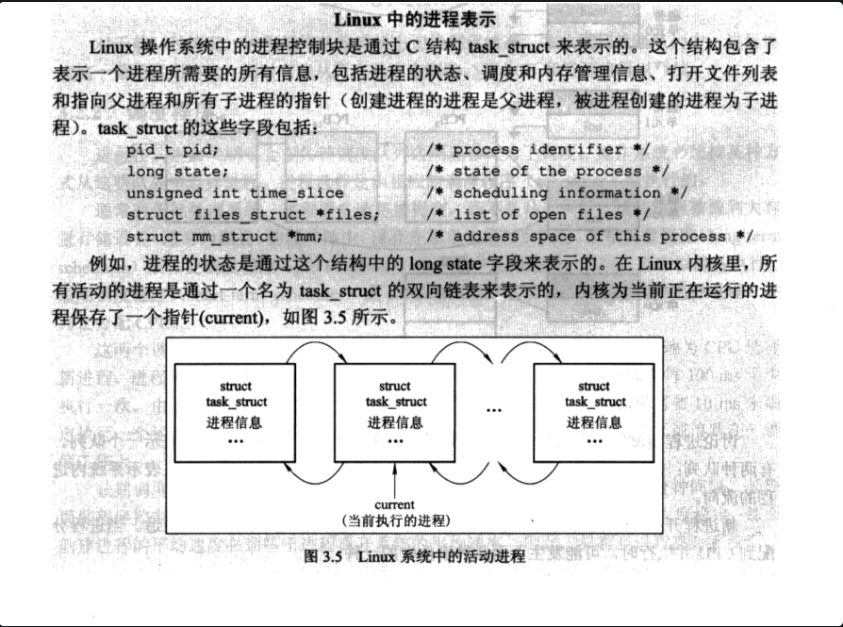 Linux 中的进程表示
Linux 操作系统中的进程控制块是通过 C 结构 task_struct 来表示的。这个结构包含了
表示一个进程所需要的所有信息，包括进程的状态、调度和内存管理信息、打开文件列表
和指向父进程和所有子进程的指针（创建进程的进程是父进程，被进程创建的进程为子进
程）。task_struct 的这些字段包括：
pid_t pid; /* process identifier */
long state; /* state of the process */
unsigned int time_slice /* scheduling information */
struct files_struct *files; /* list of open files */
struct mm_struct *mm; /* address space of this process */
例如，进程的状态是通过这个结构中的 long state 字段来表示的。在 Linux 内核里，所
有活动的进程是通过一个名为 task_struct 的双向链表来表示的，内核为当前正在运行的进
程保存了一个指针(current)，如图 3.5 所示。
struct
task_struct
进程信息
...
struct
task_struct
进程信息
...
...
struct
task_struct
进程信息
...
current
(当前执行的进程)
图 3.5 Linux 系统中的活动进程